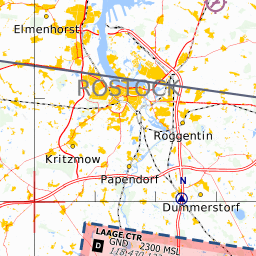 Elmenhorst
ROSTOCK
Roggentin
Kritzmow
Papendorf
N
Dummerstorf
LAAGE CTR
D
GND
2300 MSL